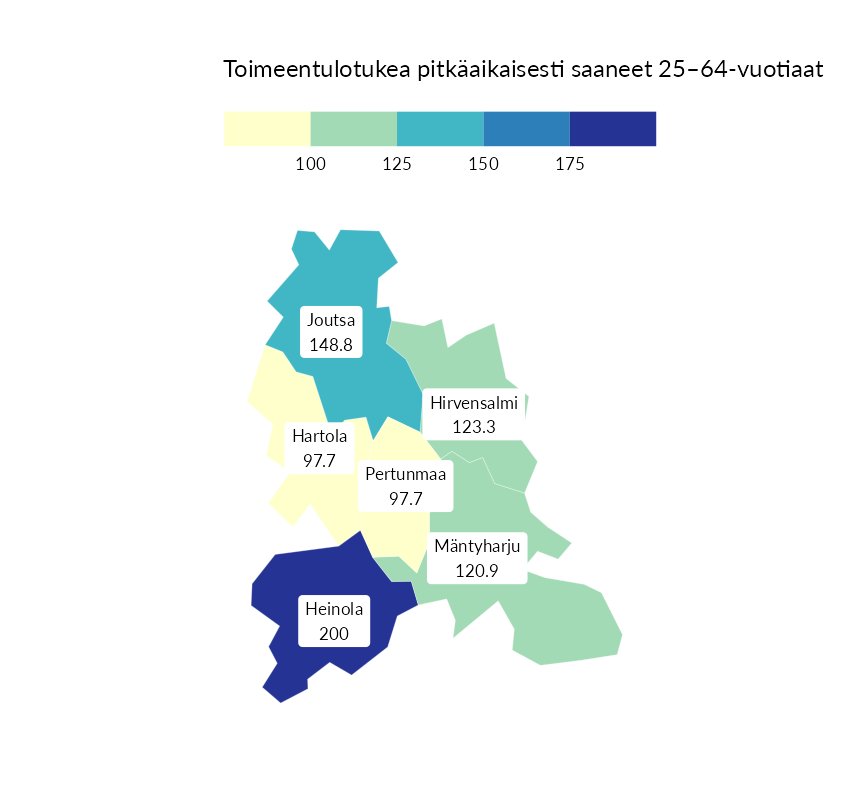 Toimeentulotukea pitkäaikaisesti saaneet 25–64-vuotiaat
100 125 150 175
Joutsa
148.8
Hirvensalmi
123.3
Hartola
97.7
Pertunmaa
97.7
Mäntyharju
120.9
Heinola
200